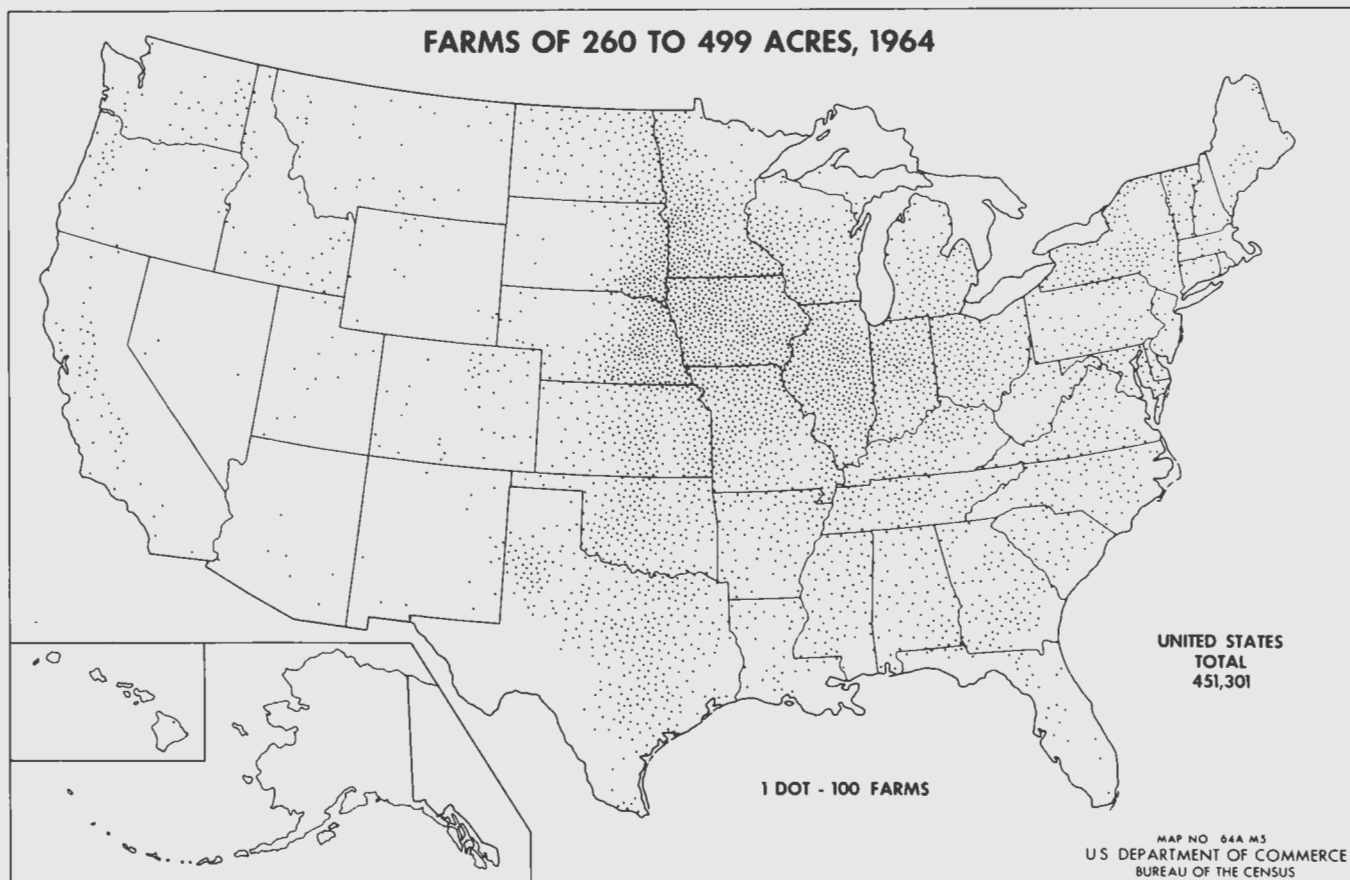 FARMS OF 260 TO 499 ACRES, 1964
UNITED STATES
TOTAL
451,301
1 DOT - 100 FARMS
MAP NO 64A M5
U S DEPARTMENT OF COMMERCE
BUREAU OF THE CENSUS